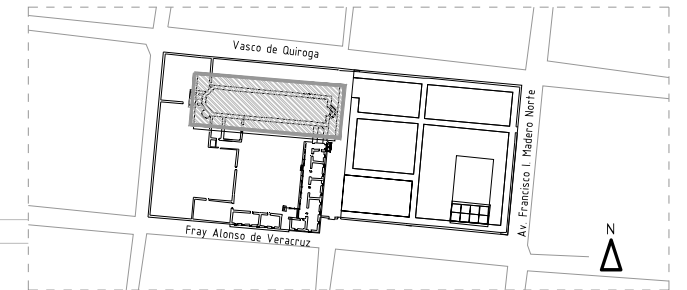 Vasco de Quiroga
Av. Francisco I. Madero Norte
Fray Alonso de Veracruz
N